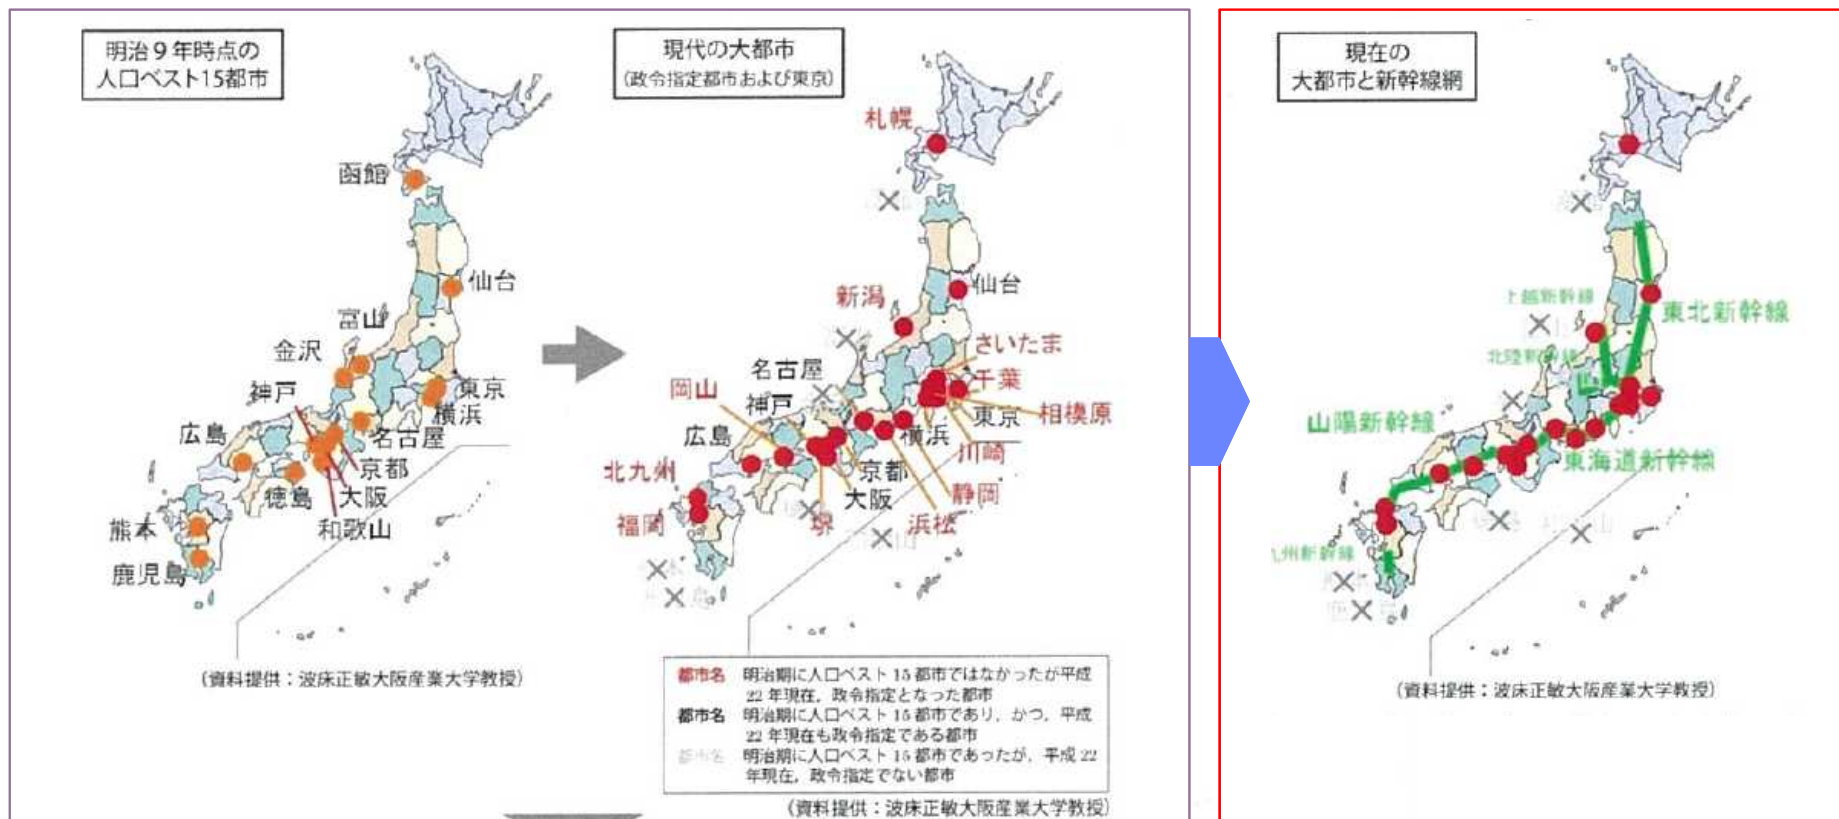 明治９年時点の
人口ベスト15都市
函館
仙台
富山
金沢
神戸
東京
横浜
広島
名古屋
京都
徳島
大阪
熊本
和歌山
鹿児島
(資料提供：波床正敏大阪産業大学教授)
現代の大都市
(政令指定都市および東京)
札幌
仙台
新潟
さいたま
名古屋
千葉
岡山
神戸
東京
相模原
広島
横浜
川崎
北九州
京都
大阪
静岡
福岡
堺
浜松
都市名 明治期に人口ベスト15都市ではなかったが平成
22年現在，政令指定となった都市
都市名 明治期に人口ベスト15都市であり，かつ，平成
22年現在も政令指定である都市
都市名 明治期に人口ベスト15都市であったが，平成22
年現在，政令指定でない都市
(資料提供：波床正敏大阪産業大学教授)
現在の
大都市と新幹線網
上越新幹線
東北新幹線
北陸新幹線
山陽新幹線
東海道新幹線
九州新幹線
(資料提供：波床正敏大阪産業大学教授)